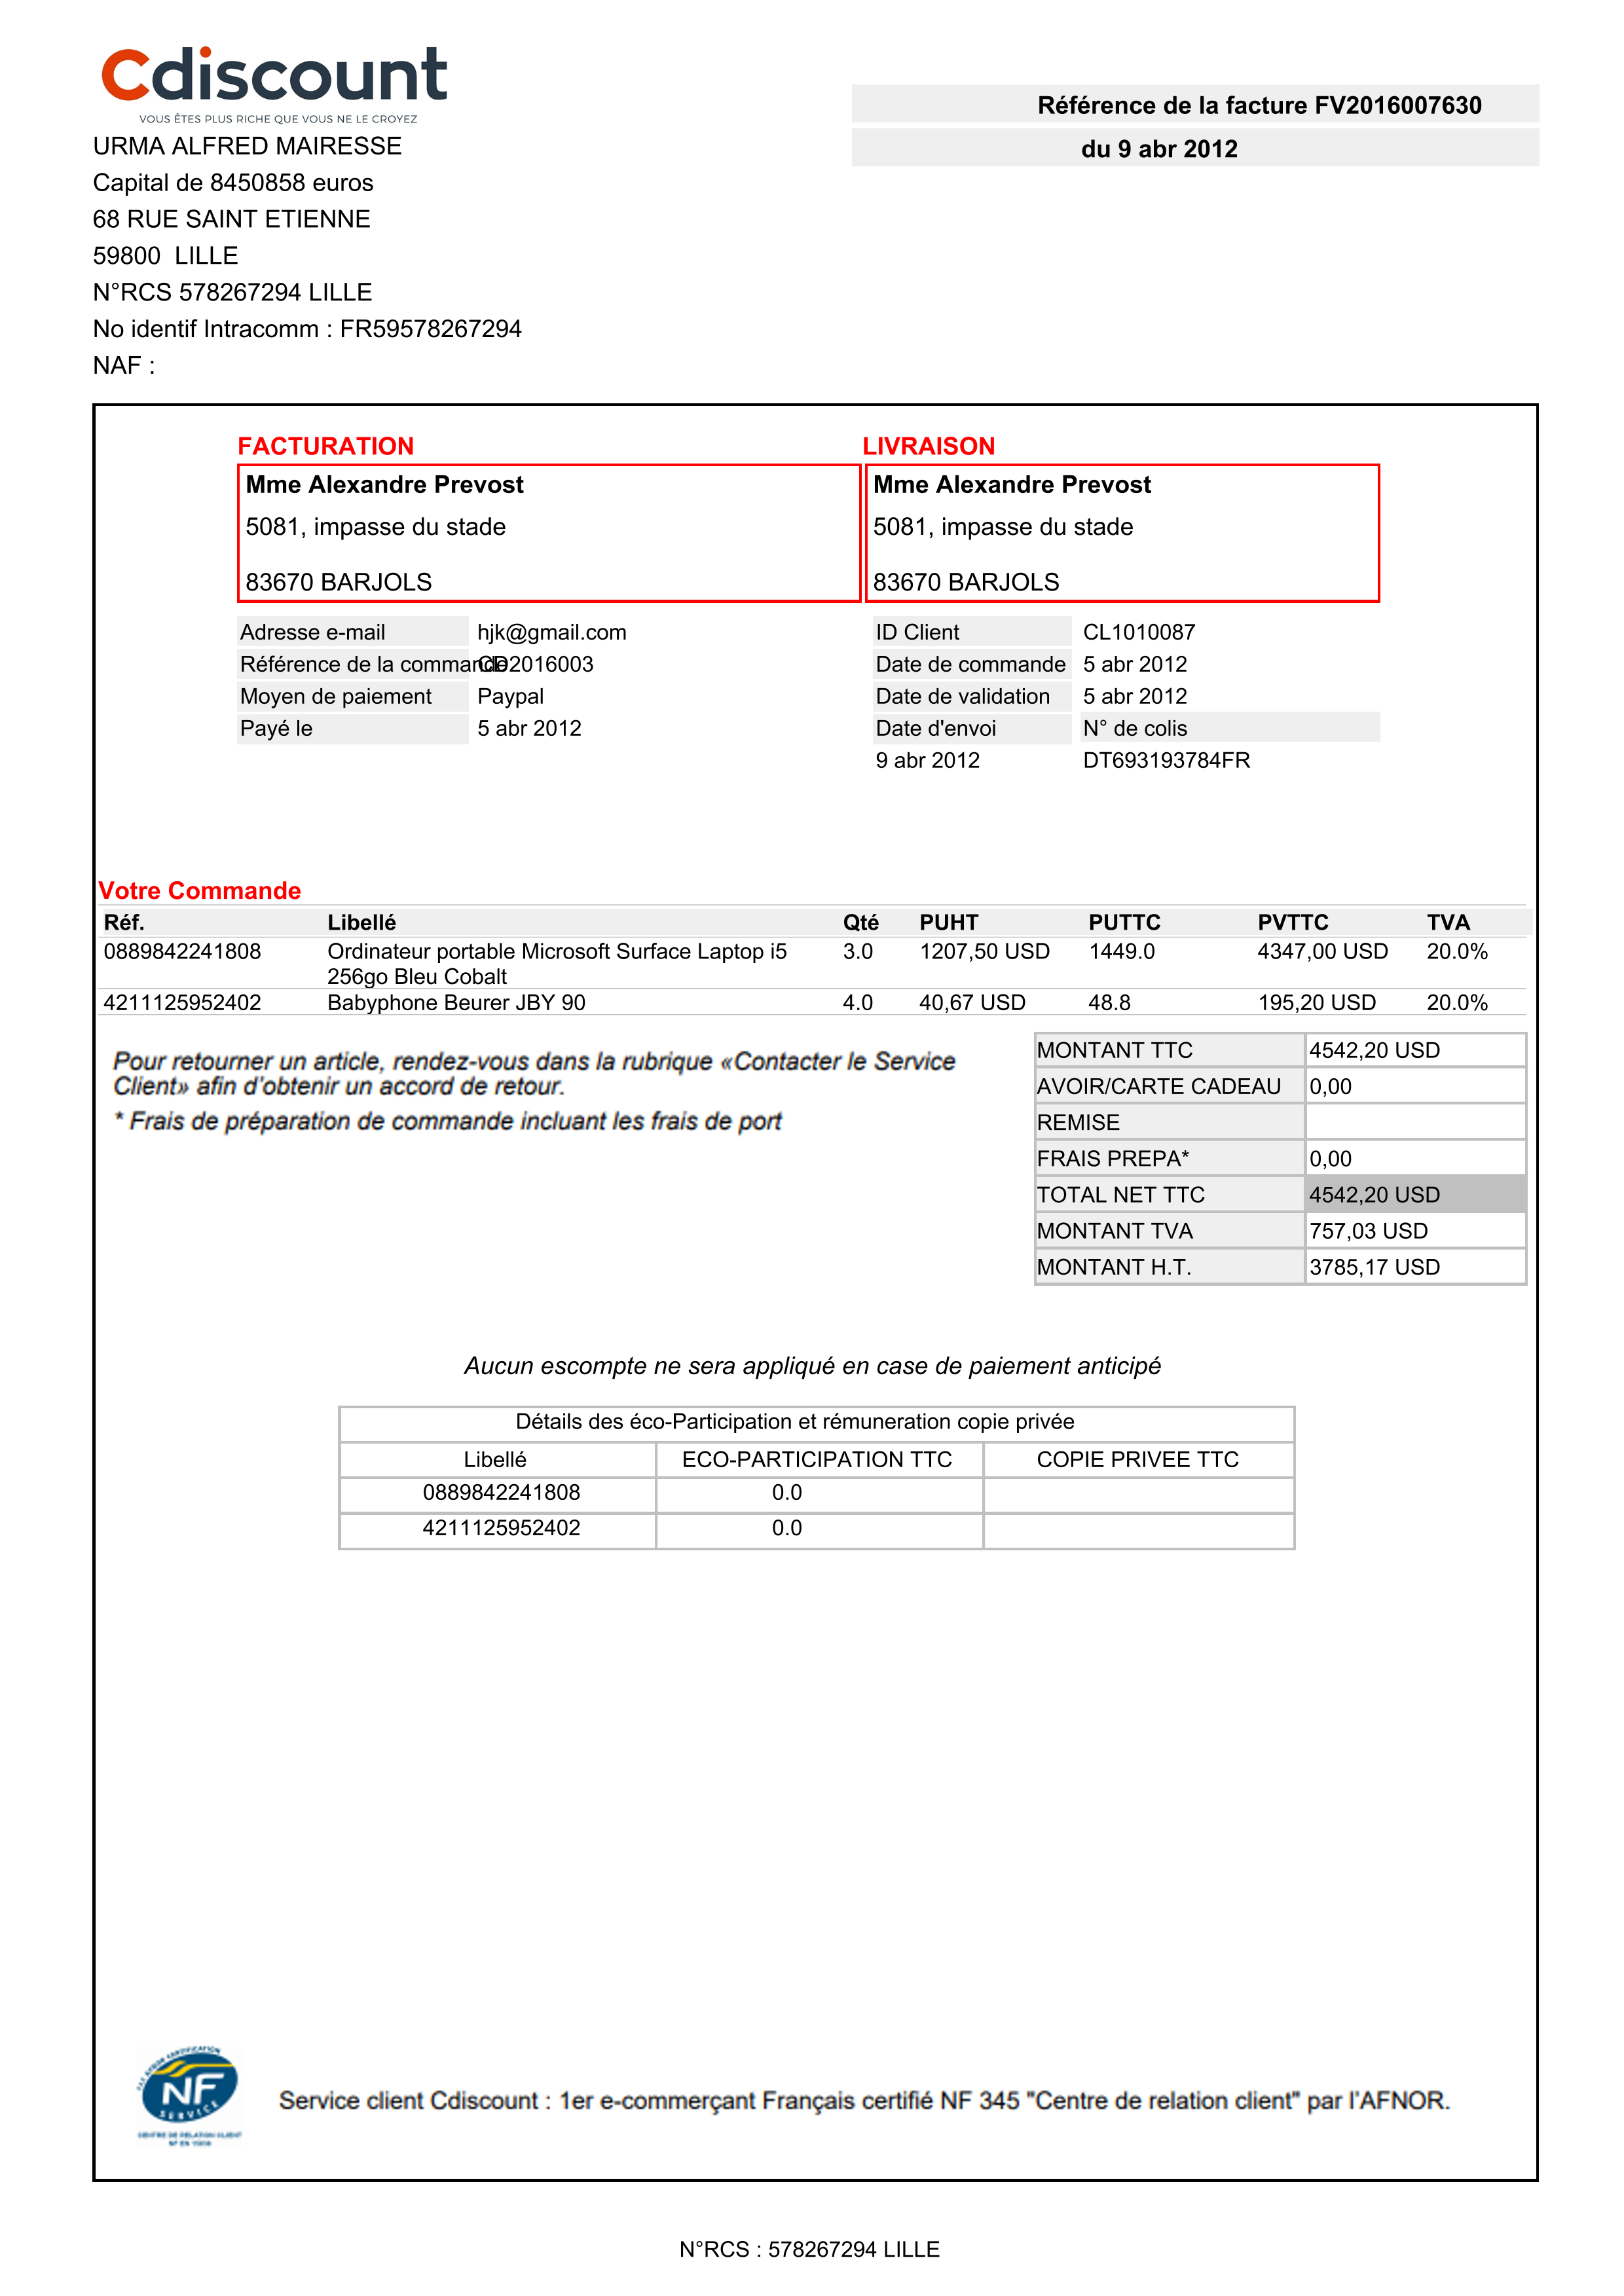 Cdiscount
VOUS ÊTES PLUS RICHE QUE VOUS NE LE CROYEZ
Référence de la facture FV2016007630
du 9 abr 2012
URMA ALFRED MAIRESSE
Capital de 8450858 euros
68 RUE SAINT ETIENNE
59800 LILLE
N°RCS 578267294 LILLE
No identif Intracomm : FR59578267294
NAF :
FACTURATION
Mme Alexandre Prevost
5081, impasse du stade
83670 BARJOLS
LIVRAISON
Mme Alexandre Prevost
5081, impasse du stade
83670 BARJOLS
Adresse e-mail hjk@gmail.com
Référence de la commande CD2016003
Moyen de paiement Paypal
Payé le 5 abr 2012
ID Client CL1010087
Date de commande 5 abr 2012
Date de validation 5 abr 2012
Date d'envoi N° de colis
9 abr 2012 DT693193784FR
Votre Commande
Réf. Libellé Qté PUHT PUTTC PVTTC TVA
0889842241808 Ordinateur portable Microsoft Surface Laptop i5 3.0 1207,50 USD 1449.0 4347,00 USD 20.0%
256go Bleu Cobalt
4211125952402 Babyphone Beurer JBY 90 4.0 40,67 USD 48.8 195,20 USD 20.0%
Pour retourner un article, rendez-vous dans la rubrique «Contacter le Service
Client» afin d'obtenir un accord de retour.
* Frais de préparation de commande incluant les frais de port
MONTANT TTC 4542,20 USD
AVOIR/CARTE CADEAU 0,00
REMISE
FRAIS PREPA* 0,00
TOTAL NET TTC 4542,20 USD
MONTANT TVA 757,03 USD
MONTANT H.T. 3785,17 USD
Aucun escompte ne sera appliqué en case de paiement anticipé
Détails des éco-Participation et rémuneration copie privée
Libellé ECO-PARTICIPATION TTC COPIE PRIVEE TTC
0889842241808 0.0
4211125952402 0.0
NF
SERVICE
CENTRE DE RELATION CLIENT
Service client Cdiscount : 1er e-commerçant Français certifié NF 345 "Centre de relation client" par l'AFNOR.
N°RCS : 578267294 LILLE